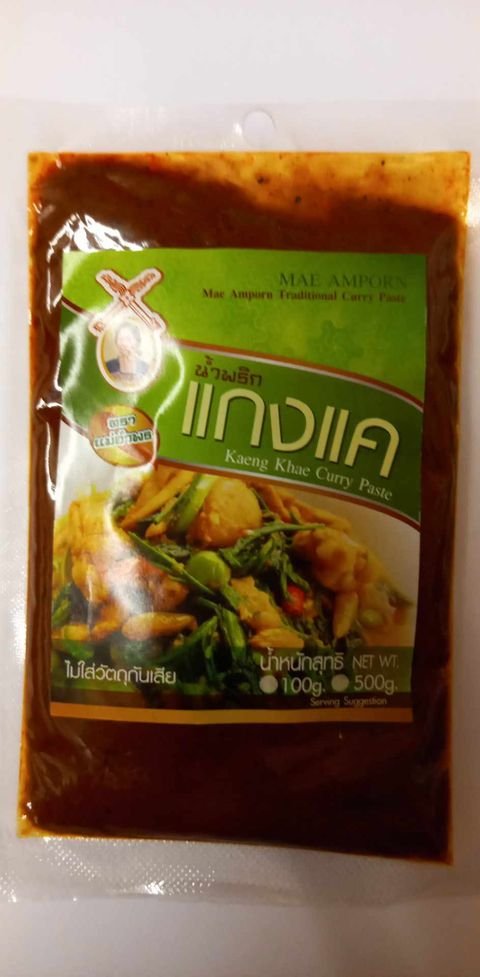 MAE AMPORN
Mae Amporn Traditional Curry Paste
น้ำพริก
แกงแค
Kaeng Khae Curry Paste
ตรา
แม่อำพร
ไม่ใส่วัตถุกันเสีย
น้ำหนักสุทธิ NET WT.
100g. 500g.
Serving Suggestion